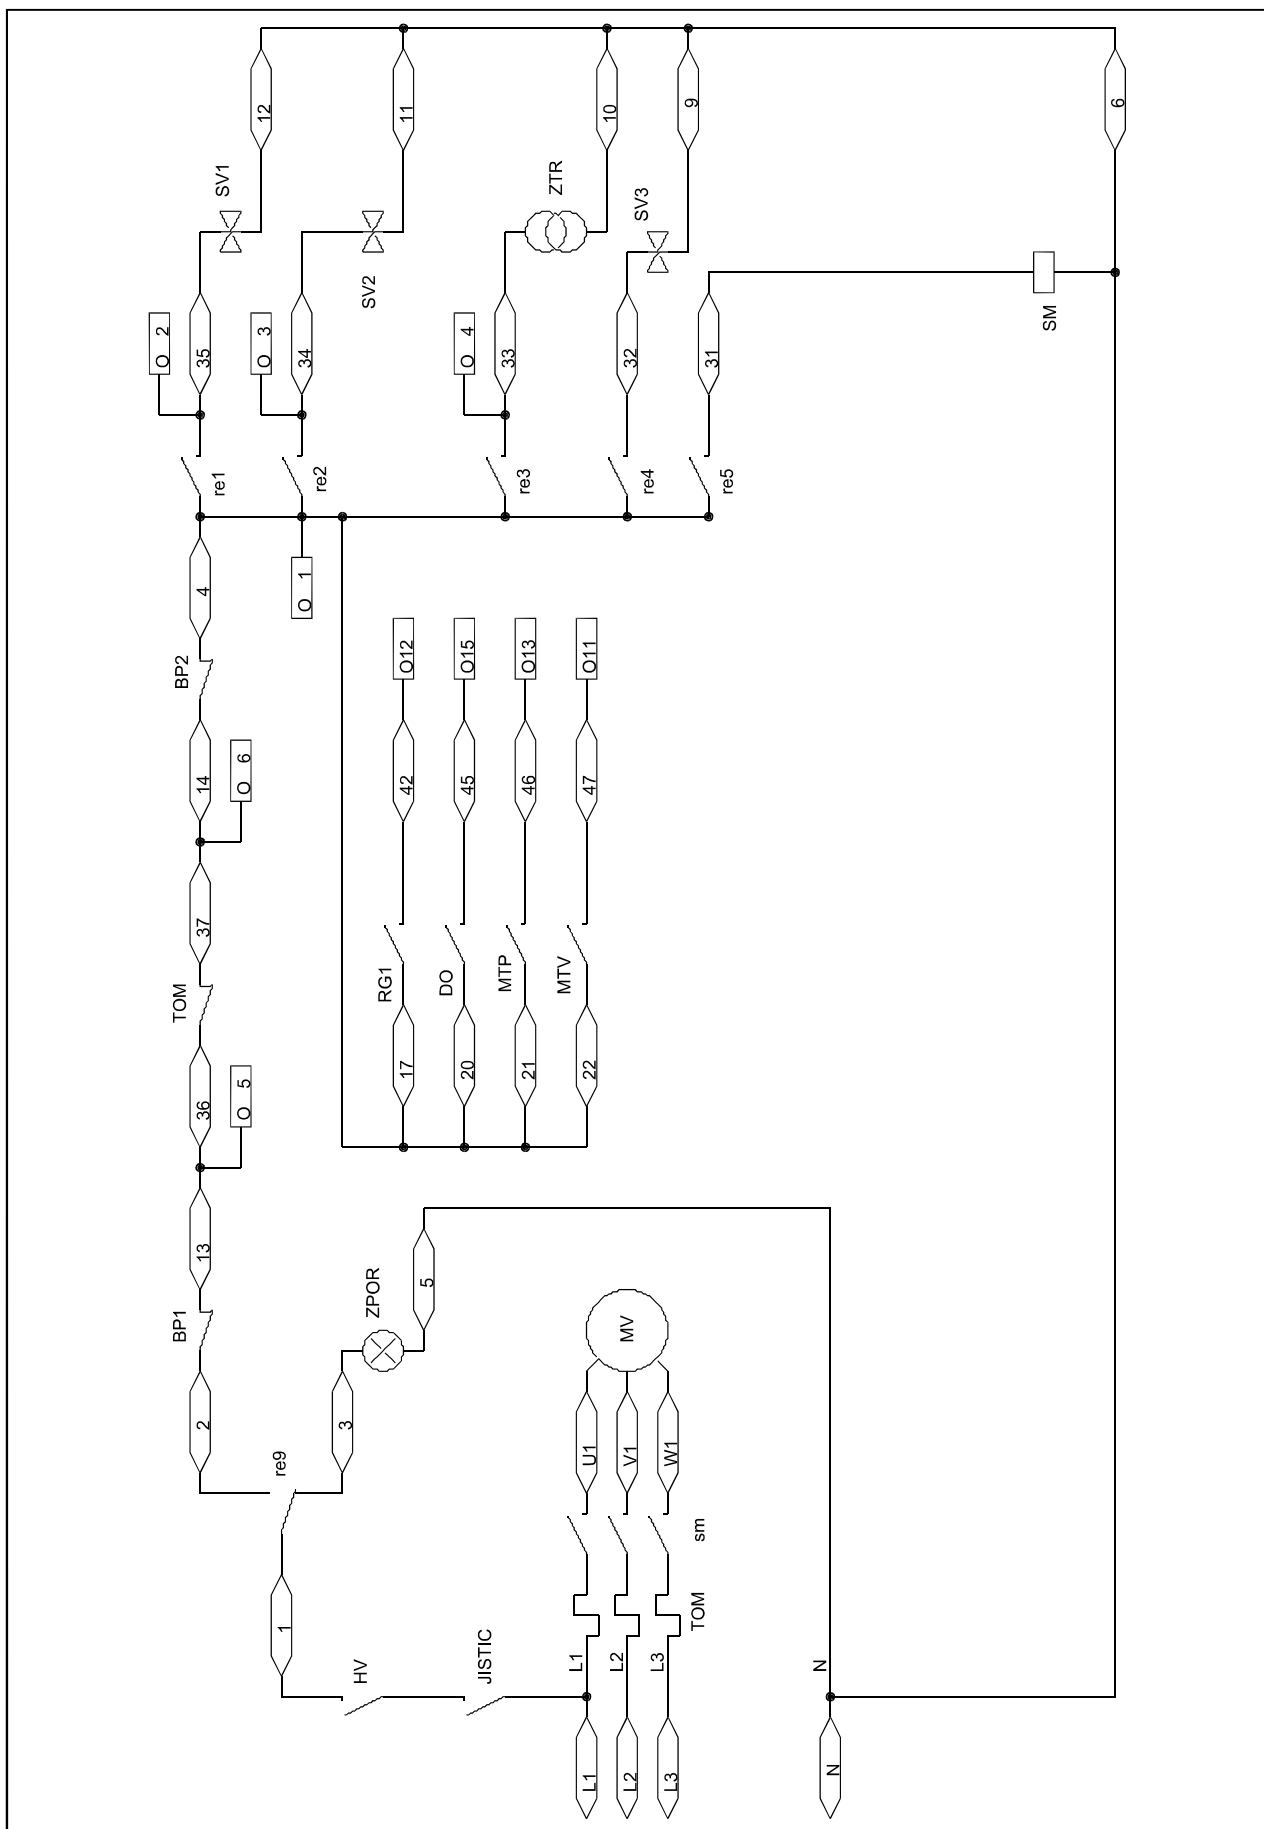 12
11
10
9
6
SV1
ZTR
SV3
SV2
SM
O 2
O 3
O 4
35
34
33
32
31
re1
re2
re3
re4
re5
4
O 1
BP2
O12
O15
O13
O11
14
O 6
42
45
46
47
37
TOM
RG1
DO
MTP
MTV
36
O 5
17
20
21
22
13
BP1
ZPOR
5
MV
2
3
re9
U1
V1
W1
sm
1
TOM
HV
JISTIC
L1
L2
L3
N
L1
L2
L3
N